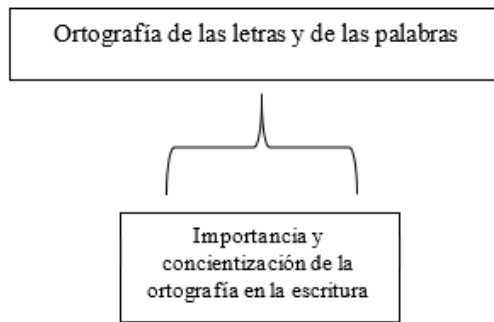 Ortografía de las letras y de las palabras
Importancia y
concientización de la
ortografía en la escritura